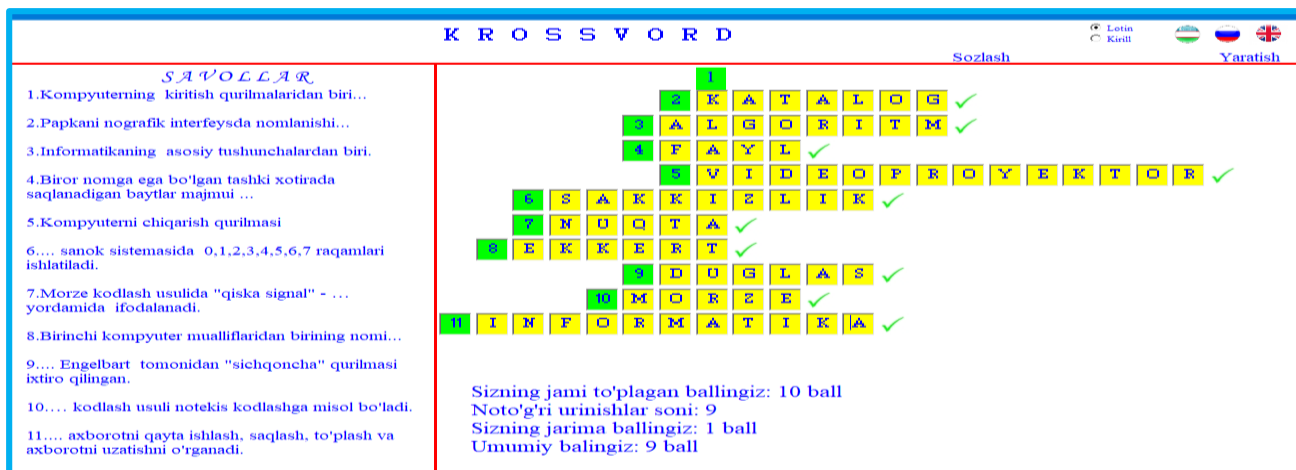 K R O S S V O R D
Lotin
Kirill
Sozlash
Yaratish
SAVOLLAR
1.Kompyuterning kiritish qurilmalaridan biri...
2.Papkani nografik interfeysda nomlanishi...
3.Informatikaning asosiy tushunchalardan biri.
4.Biror nomga ega bo'lgan tashki xotirada
saqlanadigan baytlar majmui ...
5.Kompyuterni chiqarish qurilmasi
6.... sanok sistemasida 0,1,2,3,4,5,6,7 raqamlari
ishlatiladi.
7.Morze kodlash usulida "qiska signal" - ...
yordamida ifodalanadi.
8.Birinchi kompyuter mualliflaridan birining nomi...
9.... Engelbart tomonidan "sichqoncha" qurilmasi
ixtiro qilingan.
10.... kodlash usuli notekis kodlashga misol bo'ladi.
11.... axborotni qayta ishlash, saqlash, to'plash va
axborotni uzatishni o'rganadi.
1
2 K A T A L O G
3 A L G O R I T M
4 F A Y L
5 V I D E O P R O Y E K T O R
6 S A K K I Z L I K
7 N U Q T A
8 E K K E R T
9 D U G L A S
10 M O R Z E
11 I N F O R M A T I K A
Sizning jami to'plagan ballingiz: 10 ball
Noto'g'ri urinishlar soni: 9
Sizning jarima ballingiz: 1 ball
Umumiy balingiz: 9 ball